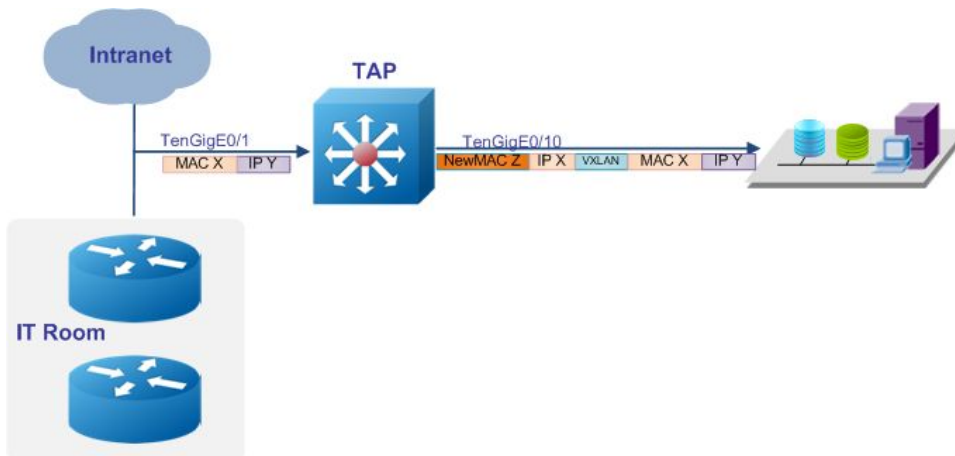 Intranet
TAP
TenGigE0/1
MAC X IP Y
TenGigE0/10
NewMAC Z IP X VXLAN MAC X IP Y
IT Room